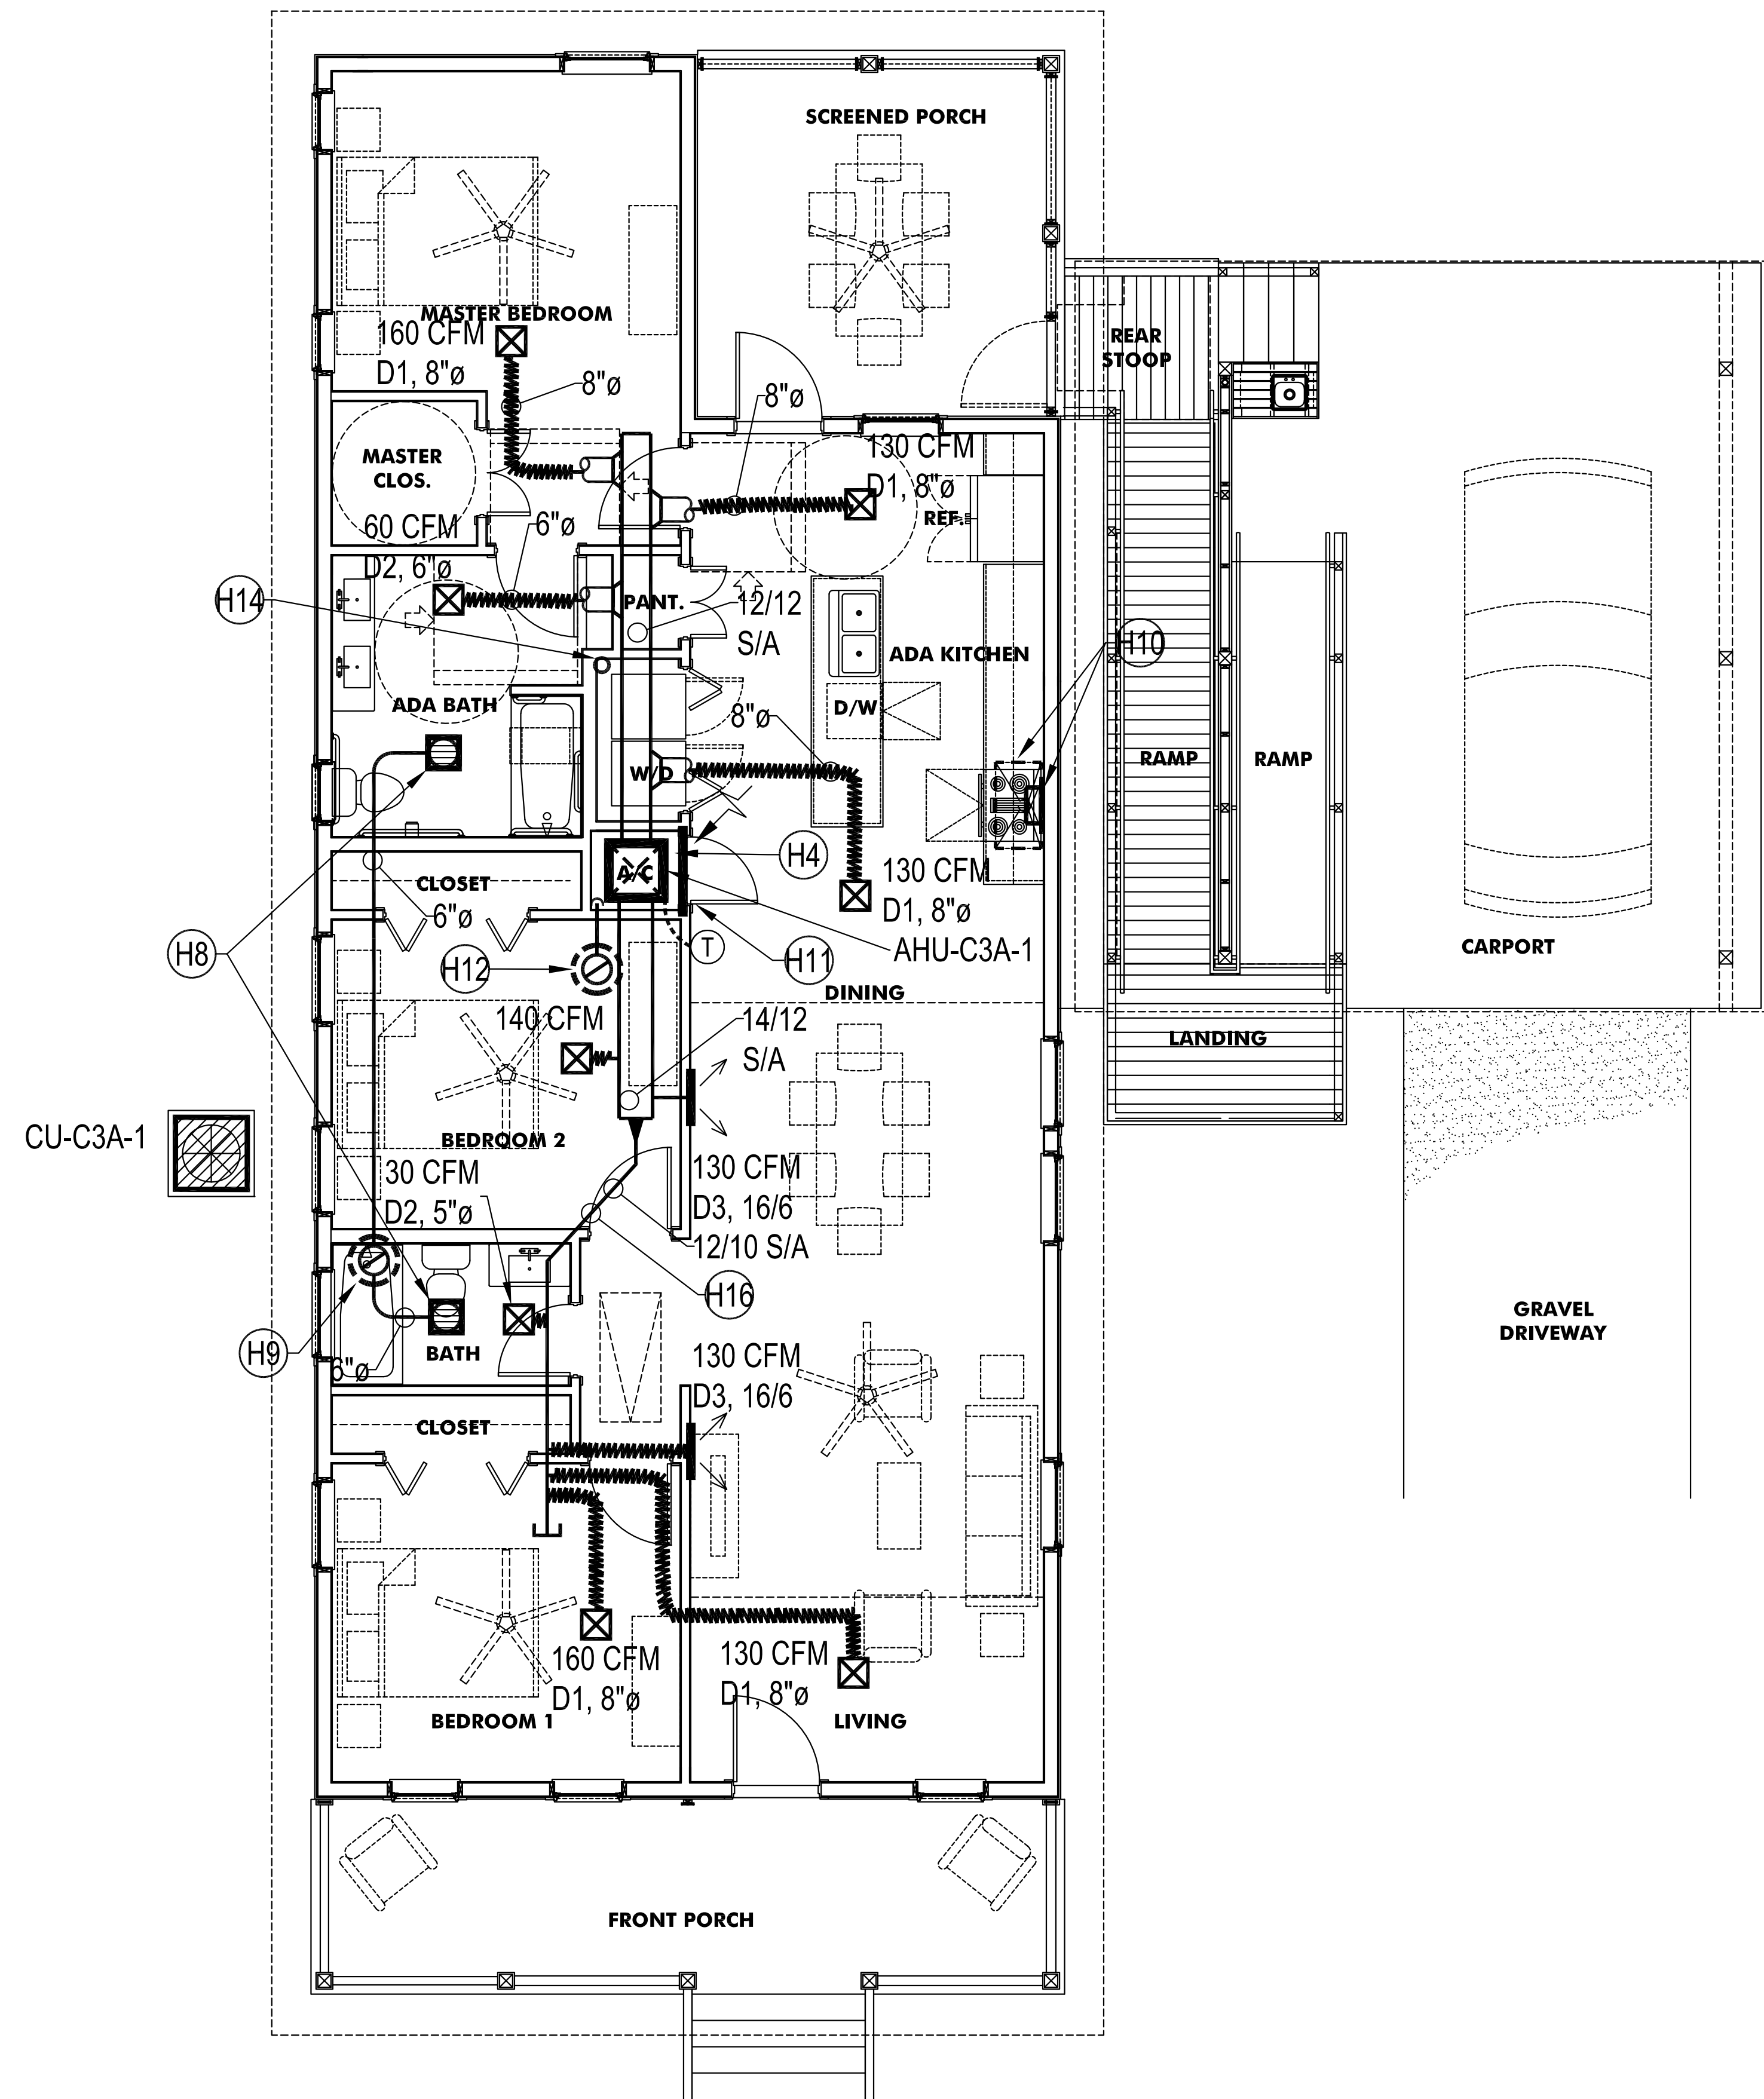 SCREENED PORCH
MASTER BEDROOM
160 CFM
D1, 8"ø
8"ø
8"ø
REAR
STOOP
MASTER
CLOS.
130 CFM
D1, 8"ø
REF.
60 CFM
D2, 6"ø
6"ø
H14
PANT.
12/12
S/A
ADA KITCHEN
H10
ADA BATH
D/W
8"ø
W/D
RAMP
RAMP
H4
A/C
CLOSET
130 CFM
D1, 8"ø
6"ø
AHU-C3A-1
CARPORT
H8
H12
T
H11
DINING
140 CFM
14/12
S/A
LANDING
CU-C3A-1
BEDROOM 2
30 CFM
D2, 5"ø
130 CFM
D3, 16/6
12/10 S/A
H16
GRAVEL
DRIVEWAY
H9
BATH
6"ø
130 CFM
D3, 16/6
CLOSET
160 CFM
D1, 8"ø
130 CFM
D1, 8"ø
BEDROOM 1
LIVING
FRONT PORCH